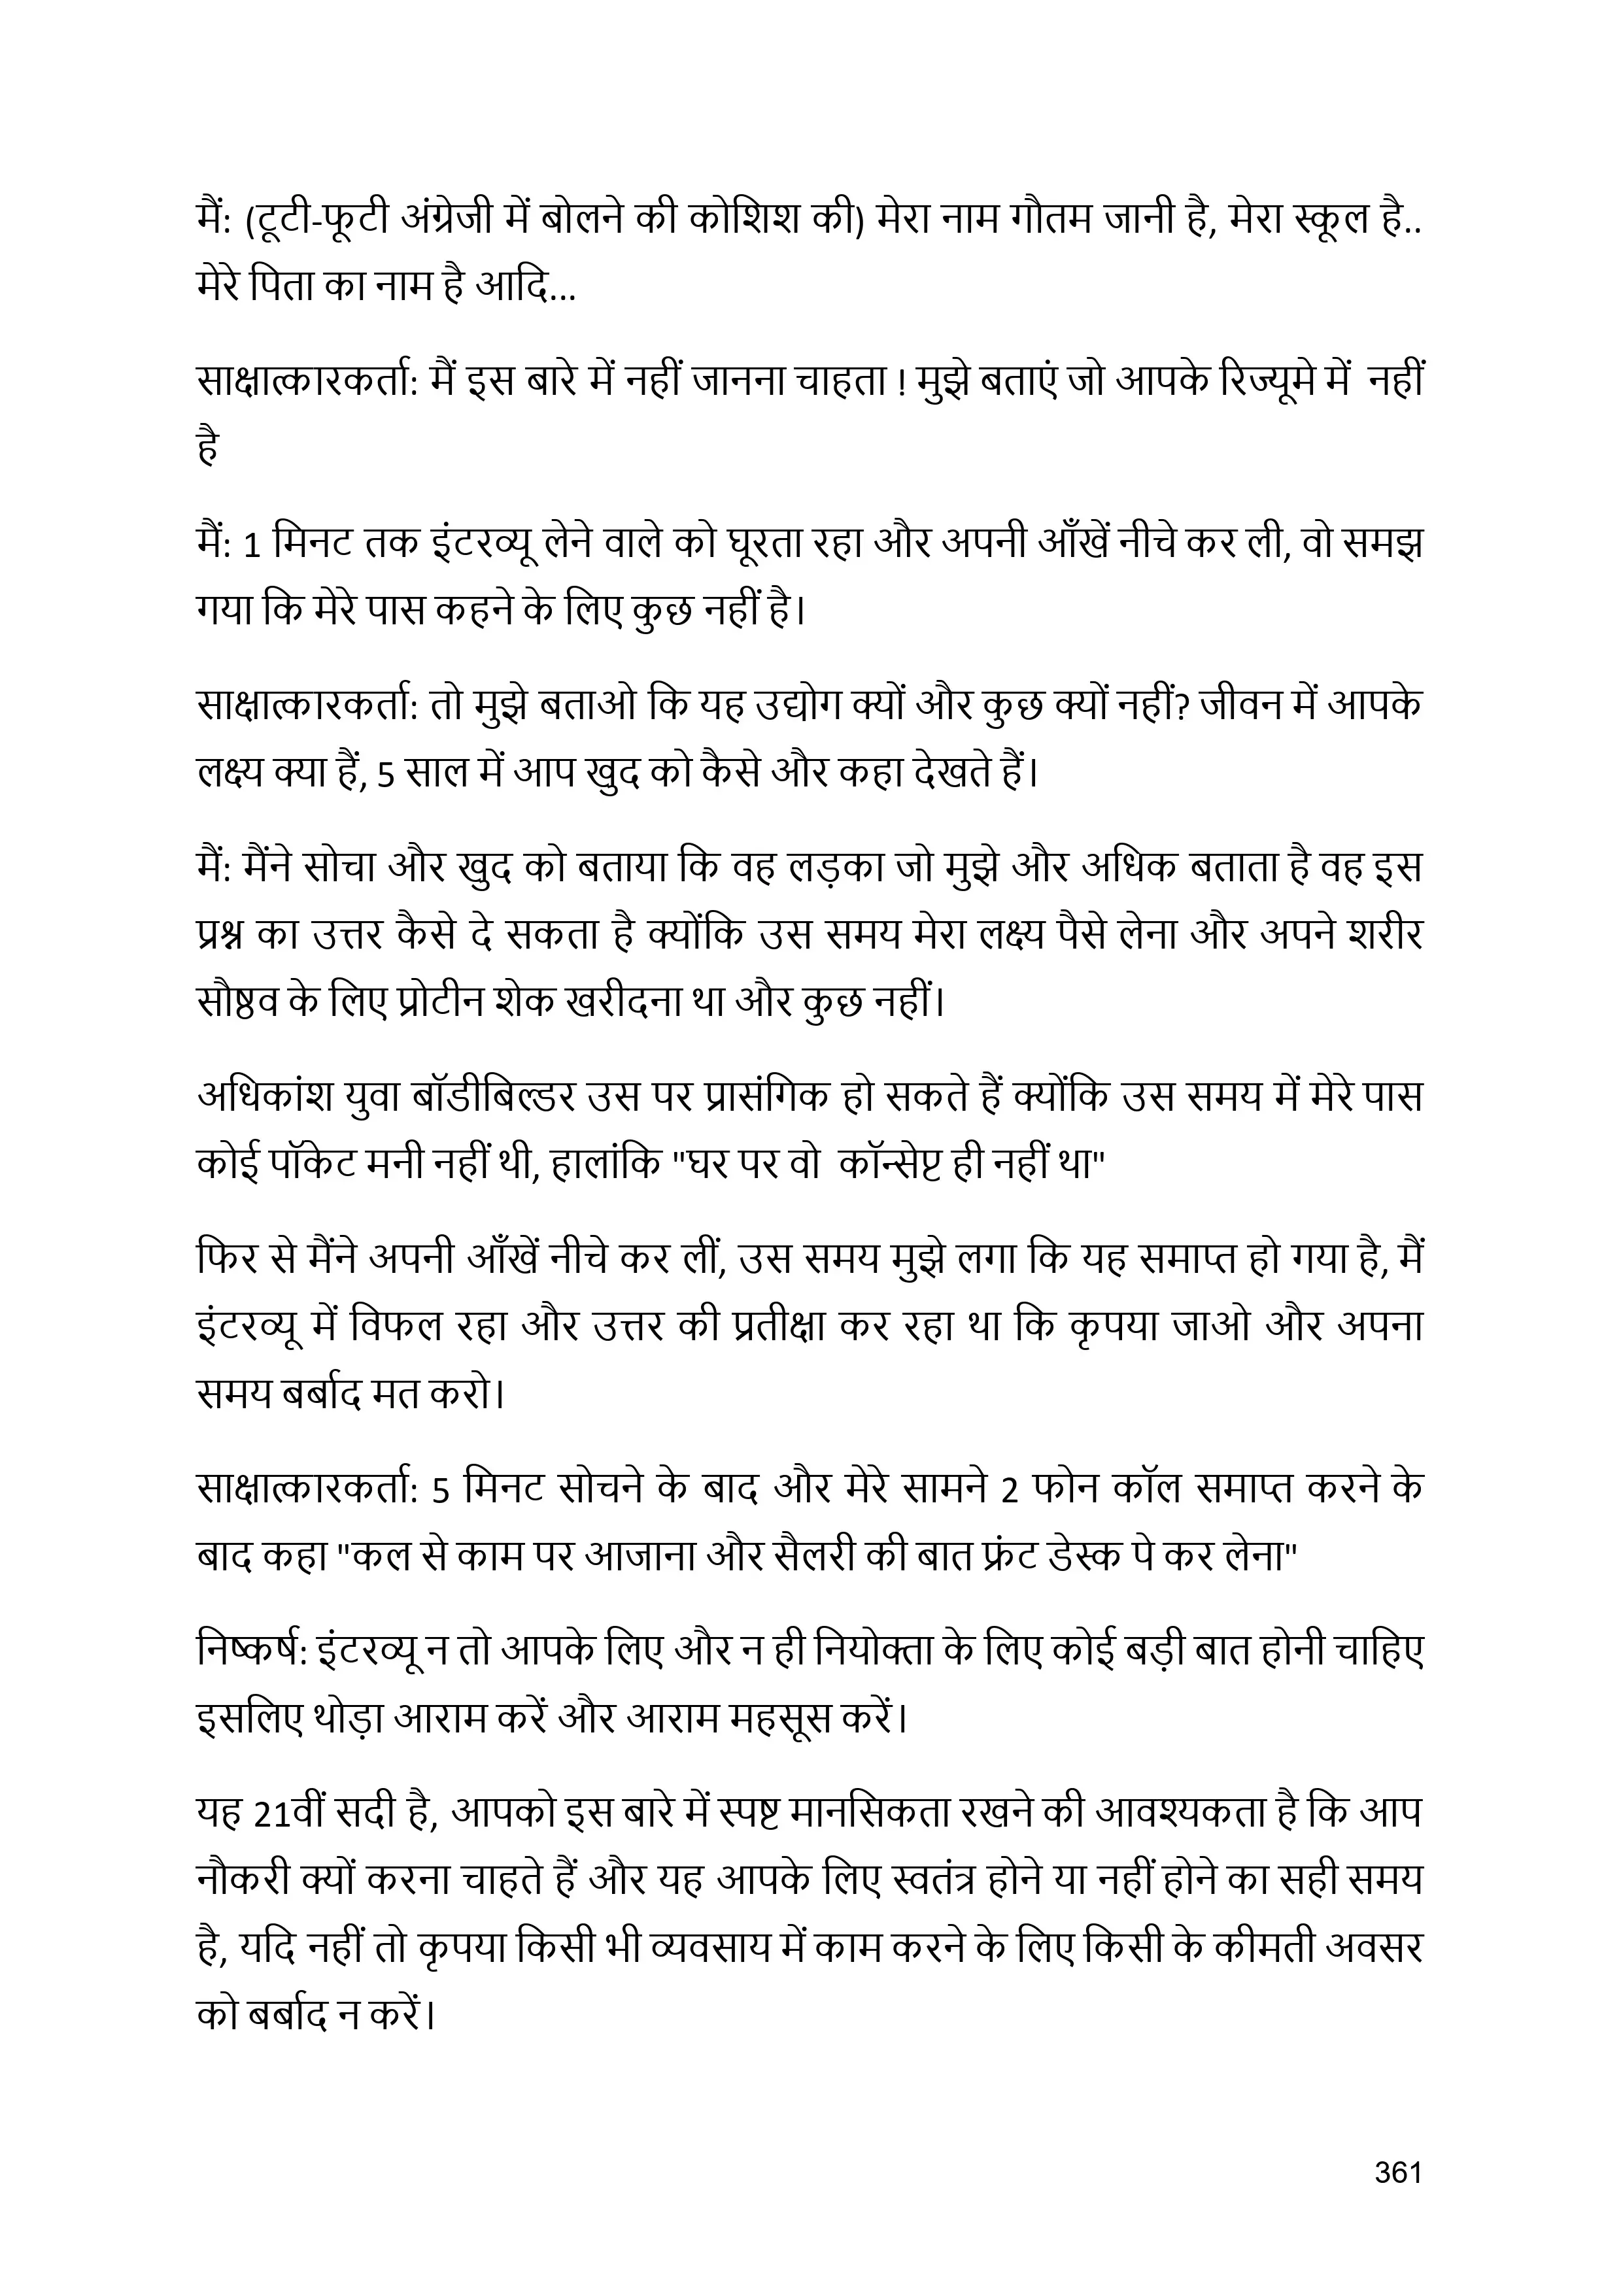 मैं: (टूटी-फूटी अंग्रेजी में बोलने की कोशिश की) मेरा नाम गौतम जानी है, मेरा स्कूल है..
मेरे पिता का नाम है आदि...
साक्षात्कारकर्ता: मैं इस बारे में नहीं जानना चाहता ! मुझे बताएं जो आपके रिज्यूमे में नहीं
है
मैं: 1 मिनट तक इंटरव्यू लेने वाले को घूरता रहा और अपनी आँखें नीचे कर ली, वो समझ
गया कि मेरे पास कहने के लिए कुछ नहीं है।
साक्षात्कारकर्ता: तो मुझे बताओ कि यह उद्योग क्यों और कुछ क्यों नहीं? जीवन में आपके
लक्ष्य क्या हैं, 5 साल में आप खुद को कैसे और कहा देखते हैं।
मैं: मैंने सोचा और खुद को बताया कि वह लड़का जो मुझे और अधिक बताता है वह इस
प्रश्न का उत्तर कैसे दे सकता है क्योंकि उस समय मेरा लक्ष्य पैसे लेना और अपने शरीर
सौष्ठव के लिए प्रोटीन शेक खरीदना था और कुछ नहीं।
अधिकांश युवा बॉडीबिल्डर उस पर प्रासंगिक हो सकते हैं क्योंकि उस समय में मेरे पास
कोई पॉकेट मनी नहीं थी, हालांकि "घर पर वो कॉन्सेप्ट ही नहीं था"
फिर से मैंने अपनी आँखें नीचे कर लीं, उस समय मुझे लगा कि यह समाप्त हो गया है, मैं
इंटरव्यू में विफल रहा और उत्तर की प्रतीक्षा कर रहा था कि कृपया जाओ और अपना
समय बर्बाद मत करो।
साक्षात्कारकर्ता: 5 मिनट सोचने के बाद और मेरे सामने 2 फोन कॉल समाप्त करने के
बाद कहा "कल से काम पर आजाना और सैलरी की बात फ्रंट डेस्क पे कर लेना"
निष्कर्ष: इंटरव्यू न तो आपके लिए और न ही नियोक्ता के लिए कोई बड़ी बात होनी चाहिए
इसलिए थोड़ा आराम करें और आराम महसूस करें।
यह 21वीं सदी है, आपको इस बारे में स्पष्ट मानसिकता रखने की आवश्यकता है कि आप
नौकरी क्यों करना चाहते हैं और यह आपके लिए स्वतंत्र होने या नहीं होने का सही समय
है, यदि नहीं तो कृपया किसी भी व्यवसाय में काम करने के लिए किसी के कीमती अवसर
को बर्बाद न करें।
361